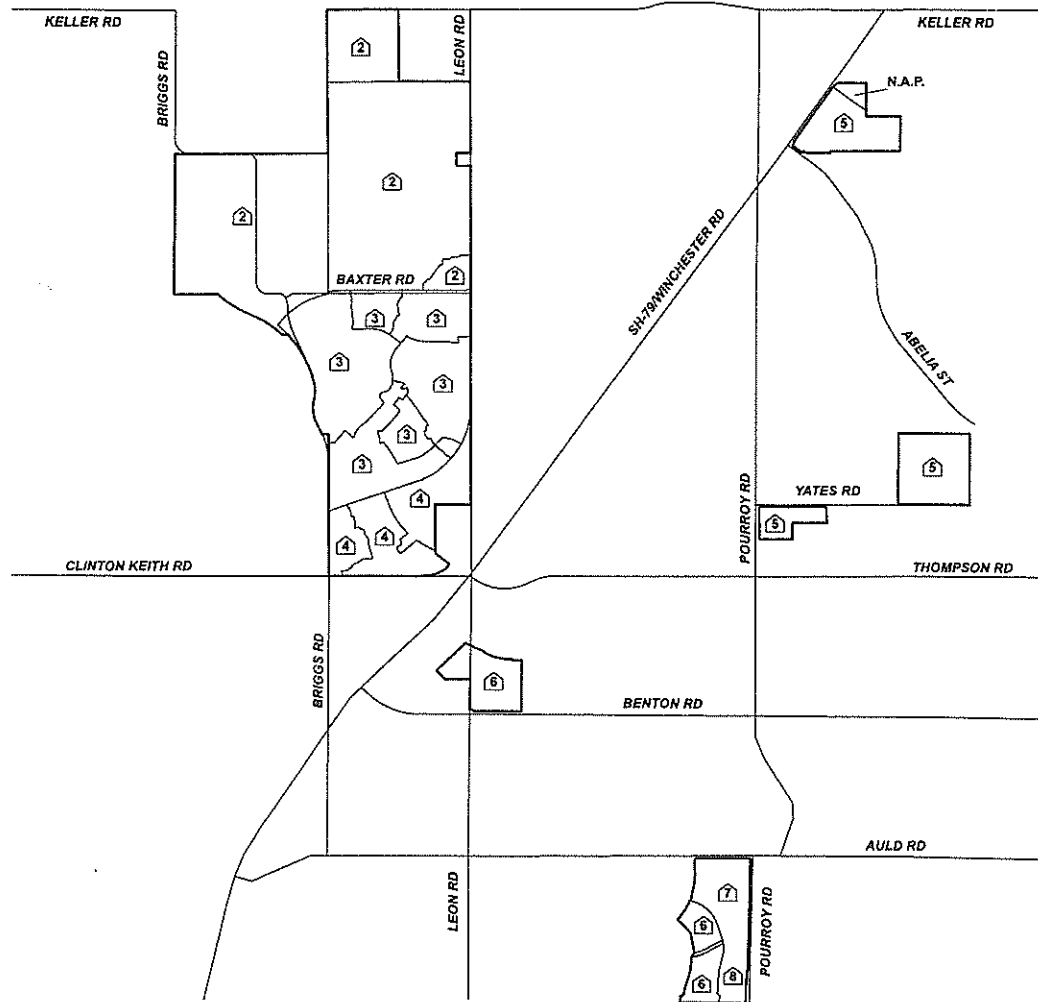 KELLER RD
BRIGGS RD
2
LEON RD
KELLER RD
N.A.P.
5
2
2
SH-79/WINCHESTER RD
BAXTER RD
2
3
3
3
3
ABELIA ST
3
3
5
4
YATES RD
POURROY RD
5
4
4
CLINTON KEITH RD
THOMPSON RD
BRIGGS RD
6
BENTON RD
AULD RD
LEON RD
7
6
POURROY RD
6
8